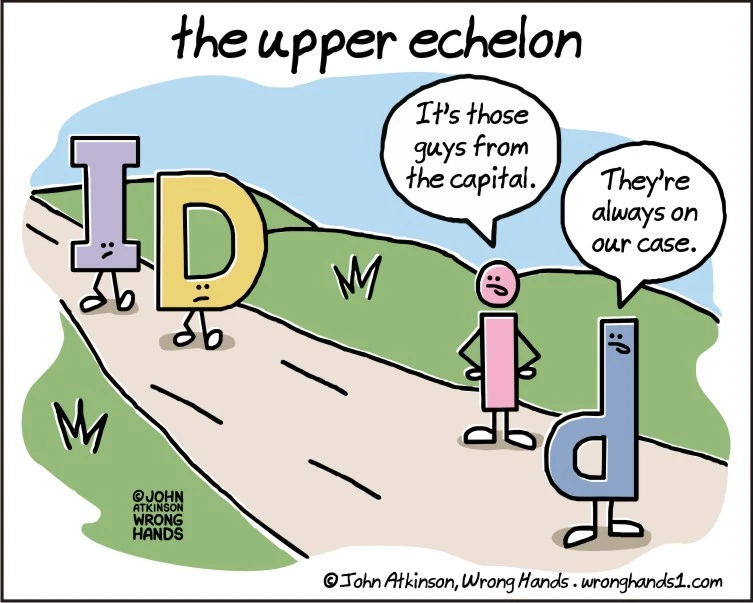 the upper echelon
It's those
guys from
the capital.
They're
always on
our case.
I D
i d
© JOHN
ATKINSON
WRONG
HANDS
© John Atkinson, Wrong Hands . wronghands1.com